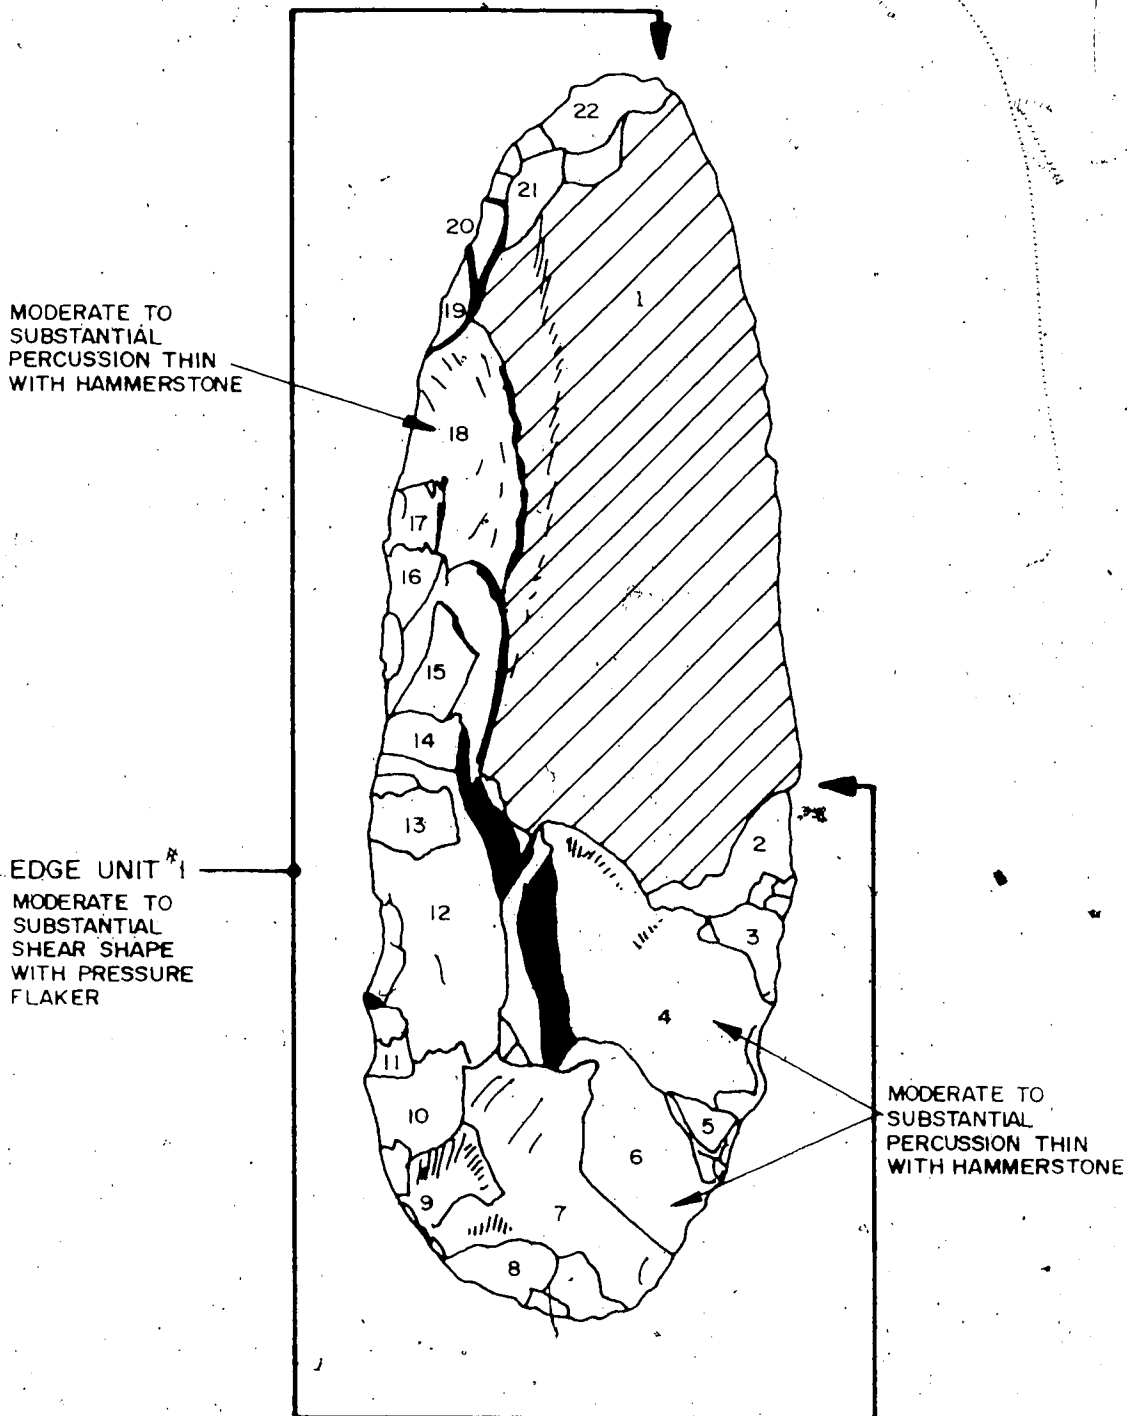 22
21
20
1
19
MODERATE TO
SUBSTANTIAL
PERCUSSION THIN
WITH HAMMERSTONE
18
17
16
15
14
13
2
EDGE UNIT #1
MODERATE TO
SUBSTANTIAL
SHEAR SHAPE
WITH PRESSURE
FLAKER
12
3
4
11
10
5
MODERATE TO
SUBSTANTIAL
PERCUSSION THIN
WITH HAMMERSTONE
6
9
7
8